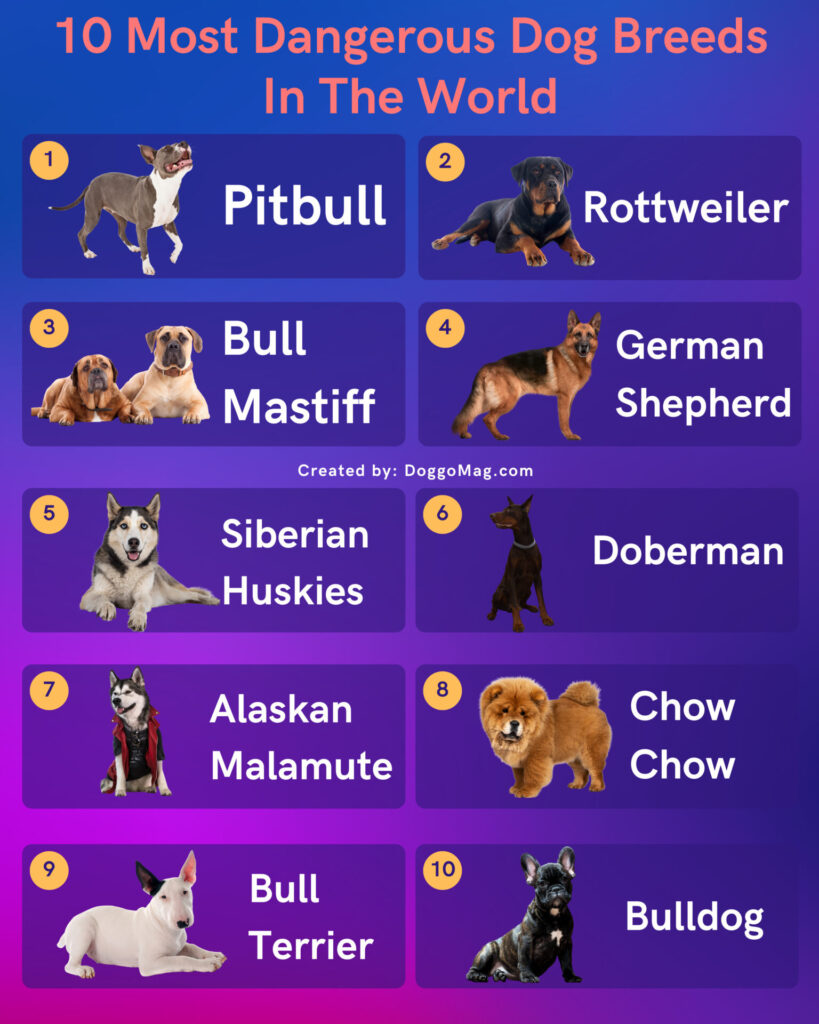 10 Most Dangerous Dog Breeds
In The World
1
Pitbull
2
Rottweiler
3
Bull
Mastiff
4
German
Shepherd
Created by: DoggoMag.com
5
Siberian
Huskies
6
Doberman
7
Alaskan
Malamute
8
Chow
Chow
9
Bull
Terrier
10
Bulldog